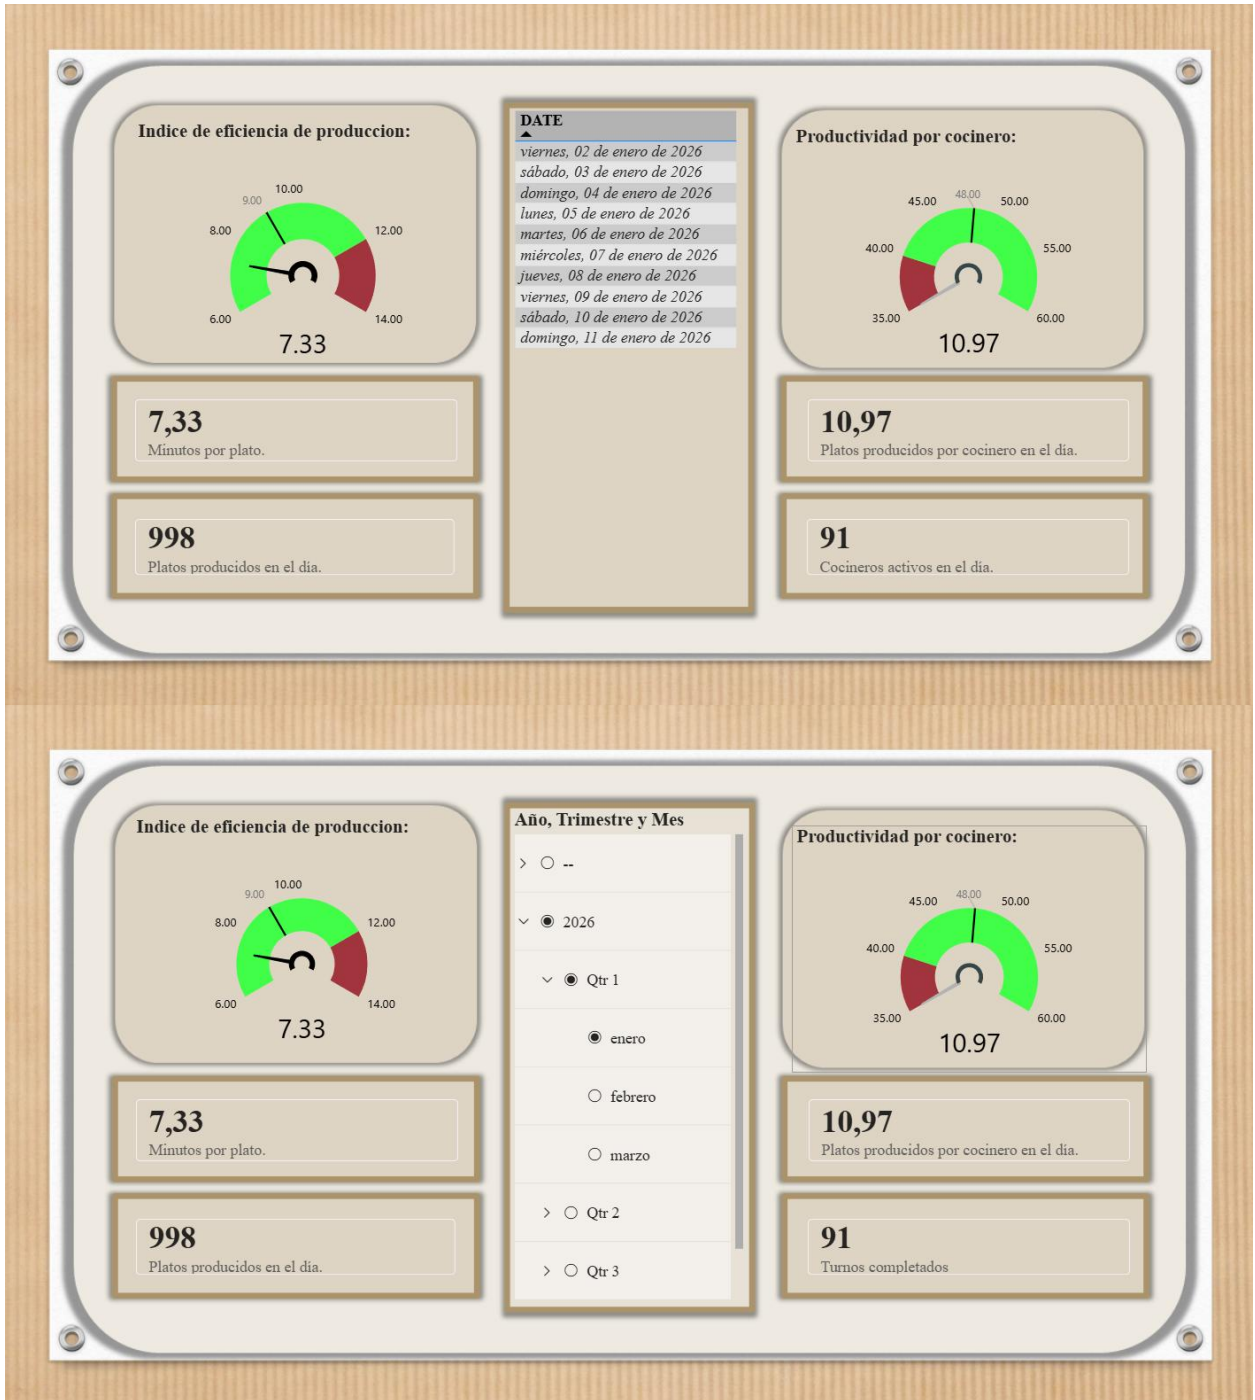 Indice de eficiencia de produccion:
6.00
8.00
9.00
10.00
12.00
14.00
7.33
7,33
Minutos por plato.
998
Platos producidos en el día.
DATE
viernes, 02 de enero de 2026
sábado, 03 de enero de 2026
domingo, 04 de enero de 2026
lunes, 05 de enero de 2026
martes, 06 de enero de 2026
miércoles, 07 de enero de 2026
jueves, 08 de enero de 2026
viernes, 09 de enero de 2026
sábado, 10 de enero de 2026
domingo, 11 de enero de 2026
Productividad por cocinero:
35.00
40.00
45.00
48.00
50.00
55.00
60.00
10.97
10,97
Platos producidos por cocinero en el día.
91
Cocineros activos en el día.
Indice de eficiencia de produccion:
6.00
8.00
9.00
10.00
12.00
14.00
7.33
7,33
Minutos por plato.
998
Platos producidos en el día.
Año, Trimestre y Mes
--
2026
Qtr 1
enero
febrero
marzo
Qtr 2
Qtr 3
Productividad por cocinero:
35.00
40.00
45.00
48.00
50.00
55.00
60.00
10.97
10,97
Platos producidos por cocinero en el día.
91
Turnos completados